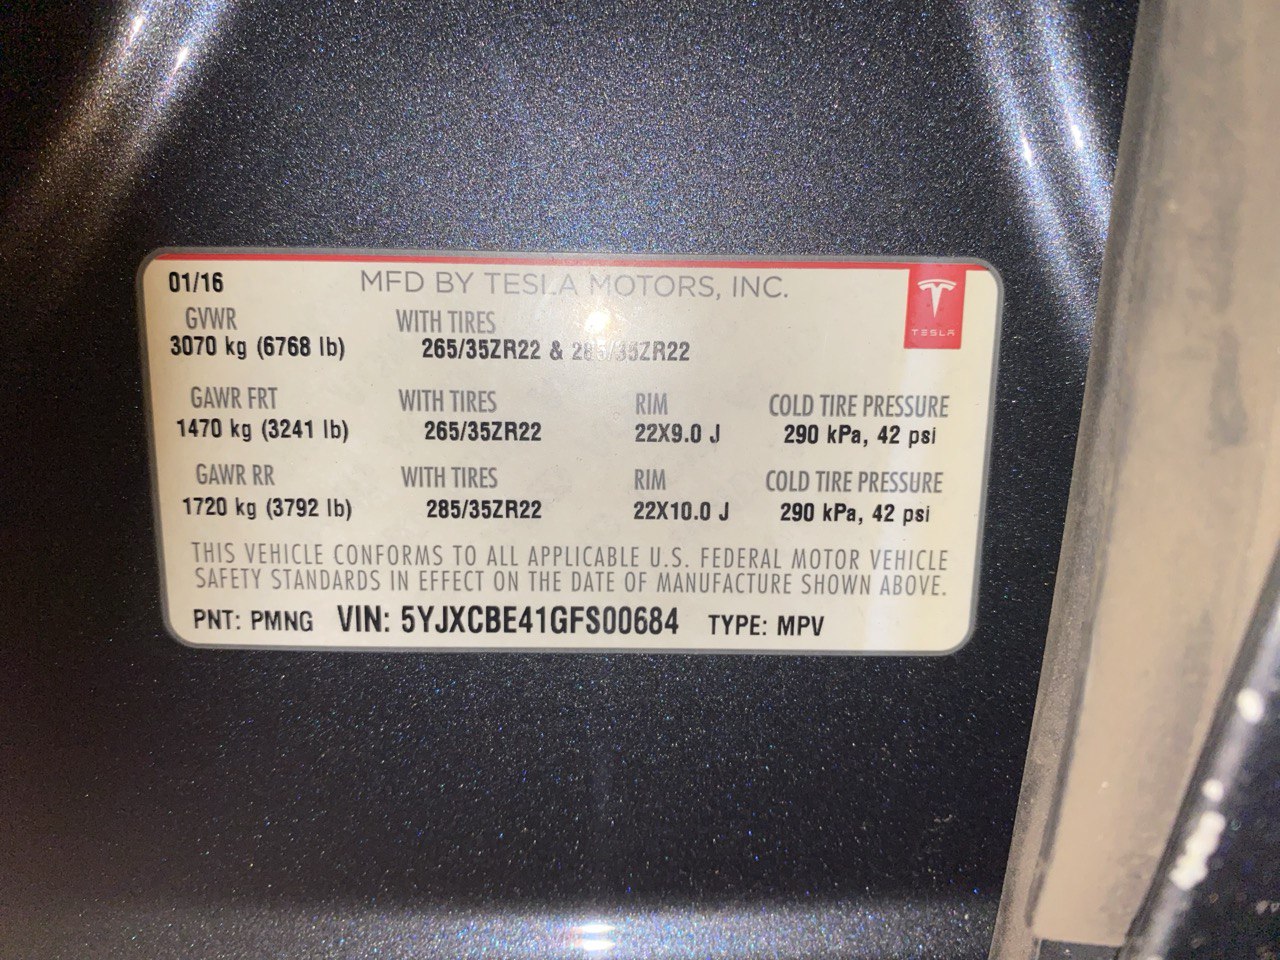 01/16 MFD BY TESLA MOTORS, INC.
TESLA
GVWR WITH TIRES
3070 kg (6768 lb) 265/35ZR22 & 285/35ZR22
GAWR FRT WITH TIRES RIM COLD TIRE PRESSURE
1470 kg (3241 lb) 265/35ZR22 22X9.0 J 290 kPa, 42 psi
GAWR RR WITH TIRES RIM COLD TIRE PRESSURE
1720 kg (3792 lb) 285/35ZR22 22X10.0 J 290 kPa, 42 psi
THIS VEHICLE CONFORMS TO ALL APPLICABLE U.S. FEDERAL MOTOR VEHICLE
SAFETY STANDARDS IN EFFECT ON THE DATE OF MANUFACTURE SHOWN ABOVE.
PNT: PMNG VIN: 5YJXCBE41GFS00684 TYPE: MPV